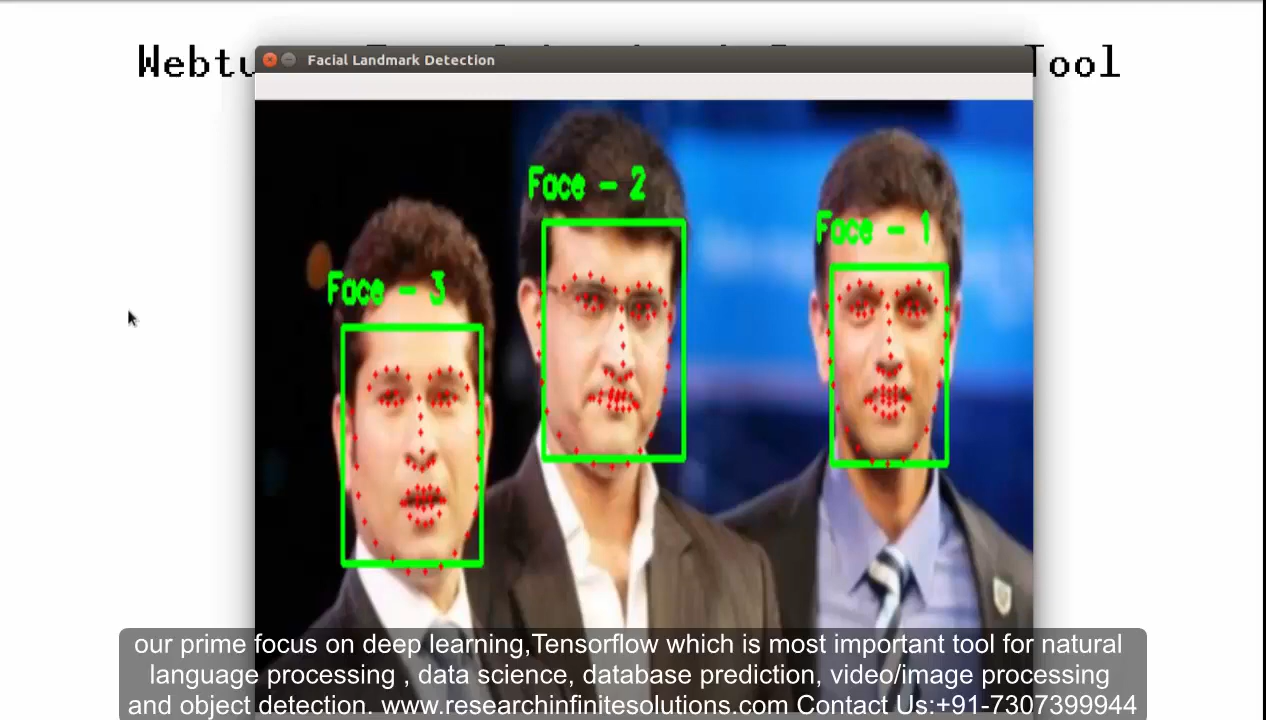 Webtu Tool
Facial Landmark Detection
Face - 2
Face - 1
Face - 3
our prime focus on deep learning,Tensorflow which is most important tool for natural
language processing , data science, database prediction, video/image processing
and object detection. www.researchinfinitesolutions.com Contact Us:+91-7307399944